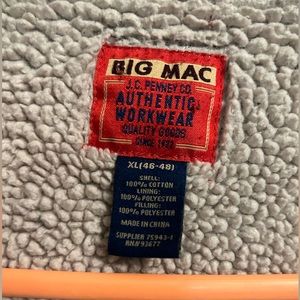 BIG MAC
J.C. PENNEY CO.
AUTHENTIC
WORKWEAR
QUALITY GOODS
SINCE 1922
XL(46-48)
SHELL:
100% COTTON
LINING:
100% POLYESTER
FILLING:
100% POLYESTER
MADE IN CHINA
SUPPLIER 75943-1
RN#93677